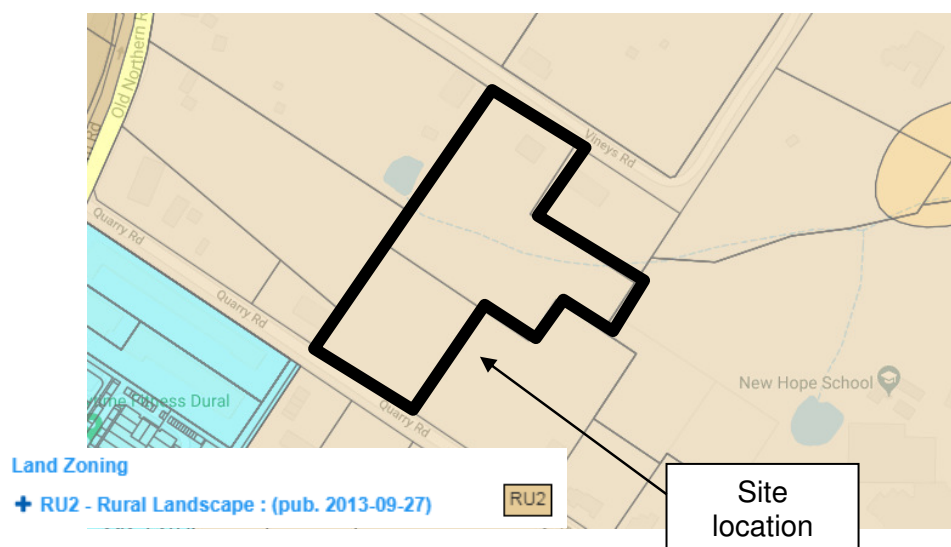 Old Northern R
Rd
Vineys Rd
Quarry Rd
Quarry Rd
Quarry Rd
New Hope School
Fitness Dural
Land Zoning
+ RU2 - Rural Landscape : (pub. 2013-09-27)
RU2
Site
location